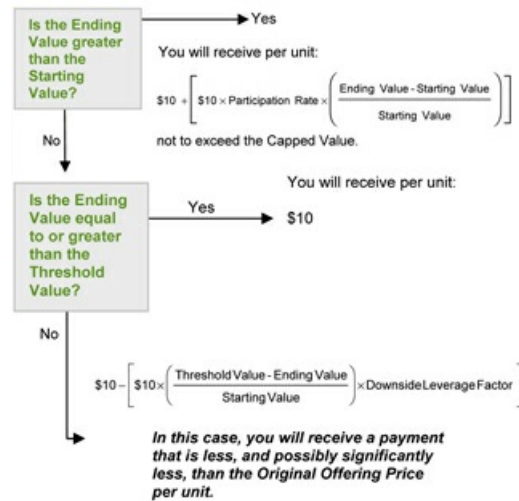 Is the Ending
Value greater
than the
Starting
Value?
Yes
You will receive per unit:
$10 + [ $10 × Participation Rate × ( Ending Value - Starting Value / Starting Value ) ]
not to exceed the Capped Value.
No
Is the Ending
Value equal
to or greater
than the
Threshold
Value?
Yes
You will receive per unit:
$10
No
$10 − [ $10 × ( Threshold Value - Ending Value / Starting Value ) × Downside Leverage Factor ]
In this case, you will receive a payment
that is less, and possibly significantly
less, than the Original Offering Price
per unit.